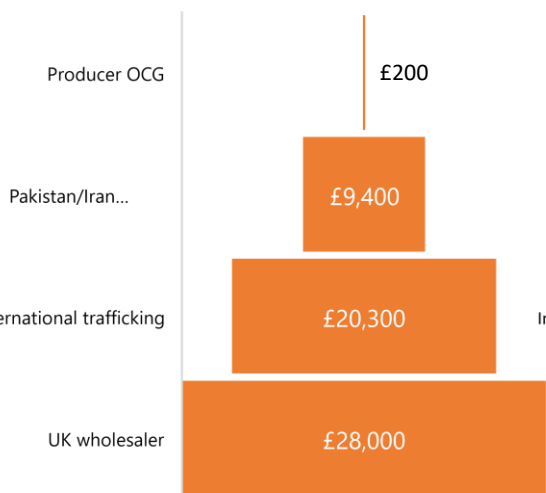 Producer OCG
£200
Pakistan/Iran...
£9,400
ernational trafficking
£20,300
UK wholesaler
£28,000